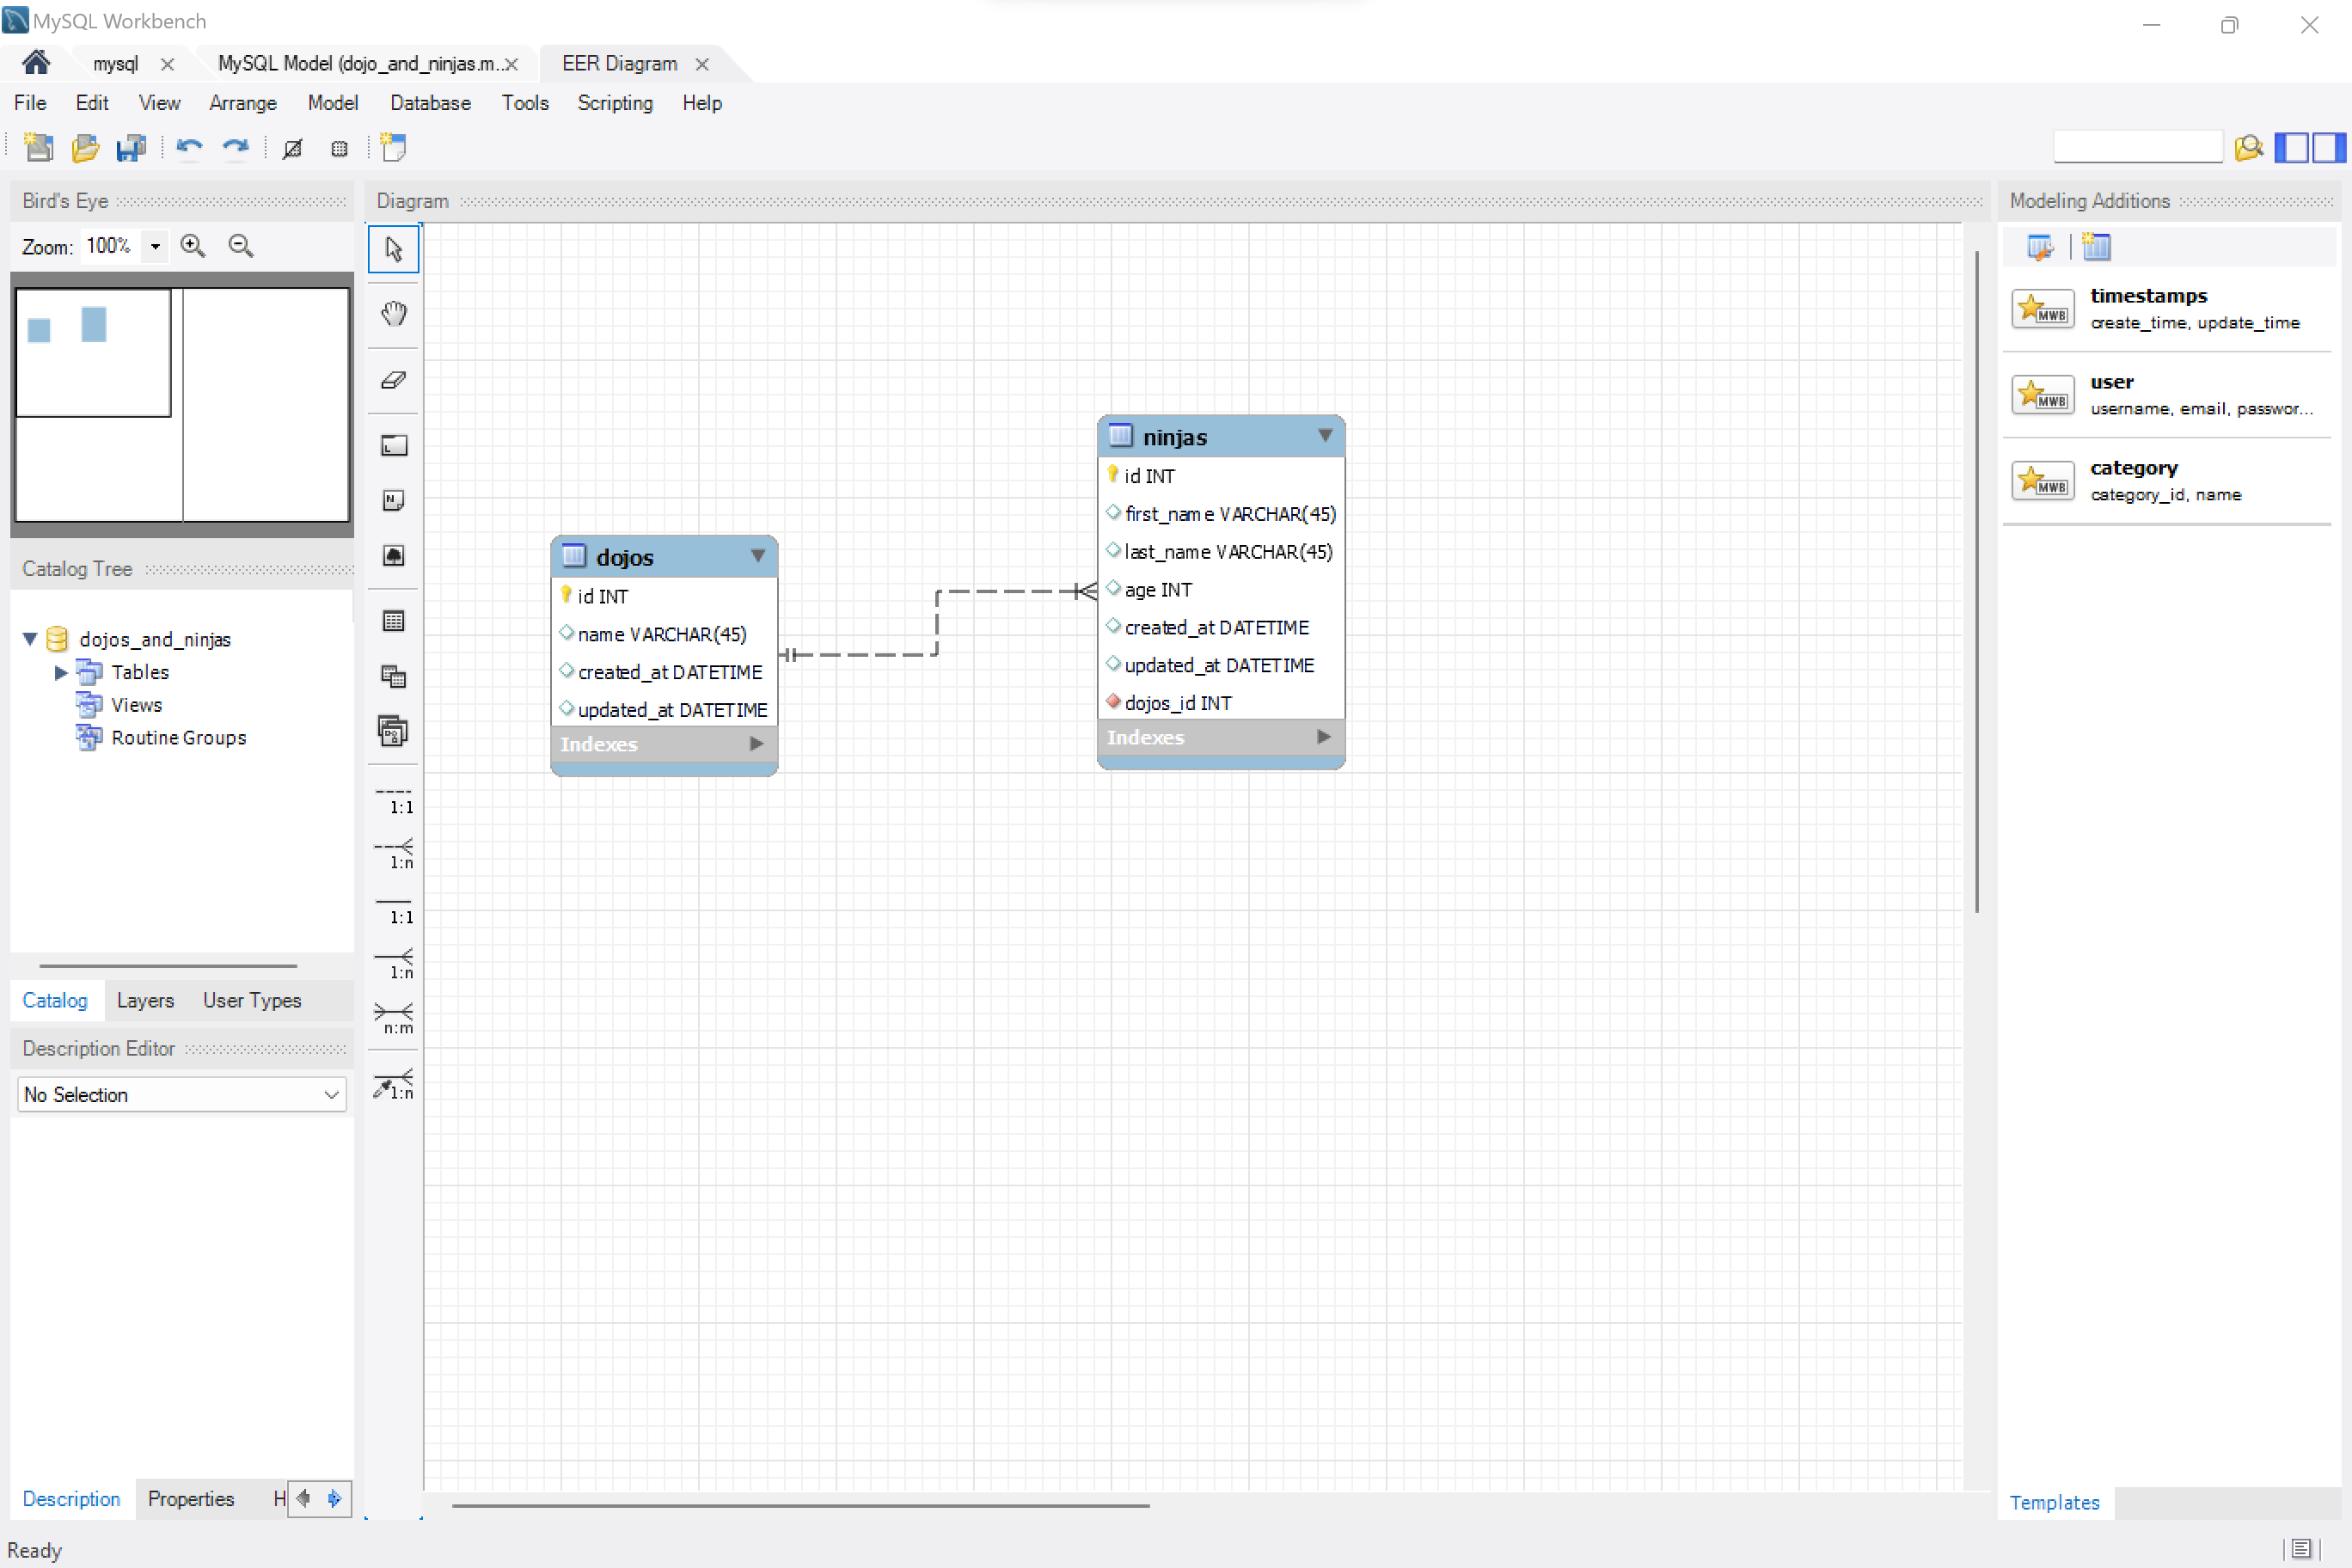 MySQL Workbench
mysql
MySQL Model (dojo_and_ninjas.m..
EER Diagram
File Edit View Arrange Model Database Tools Scripting Help
Bird's Eye
Zoom: 100%
Catalog Tree
dojos_and_ninjas
Tables
Views
Routine Groups
Catalog Layers User Types
Description Editor
No Selection
Description Properties H
Ready
Diagram
1:1
1:n
1:1
1:n
n:m
1:n
dojos
id INT
name VARCHAR(45)
created_at DATETIME
updated_at DATETIME
Indexes
ninjas
id INT
first_name VARCHAR(45)
last_name VARCHAR(45)
age INT
created_at DATETIME
updated_at DATETIME
dojos_id INT
Indexes
Modeling Additions
MWB
timestamps
create_time, update_time
MWB
user
username, email, passwor...
MWB
category
category_id, name
Templates